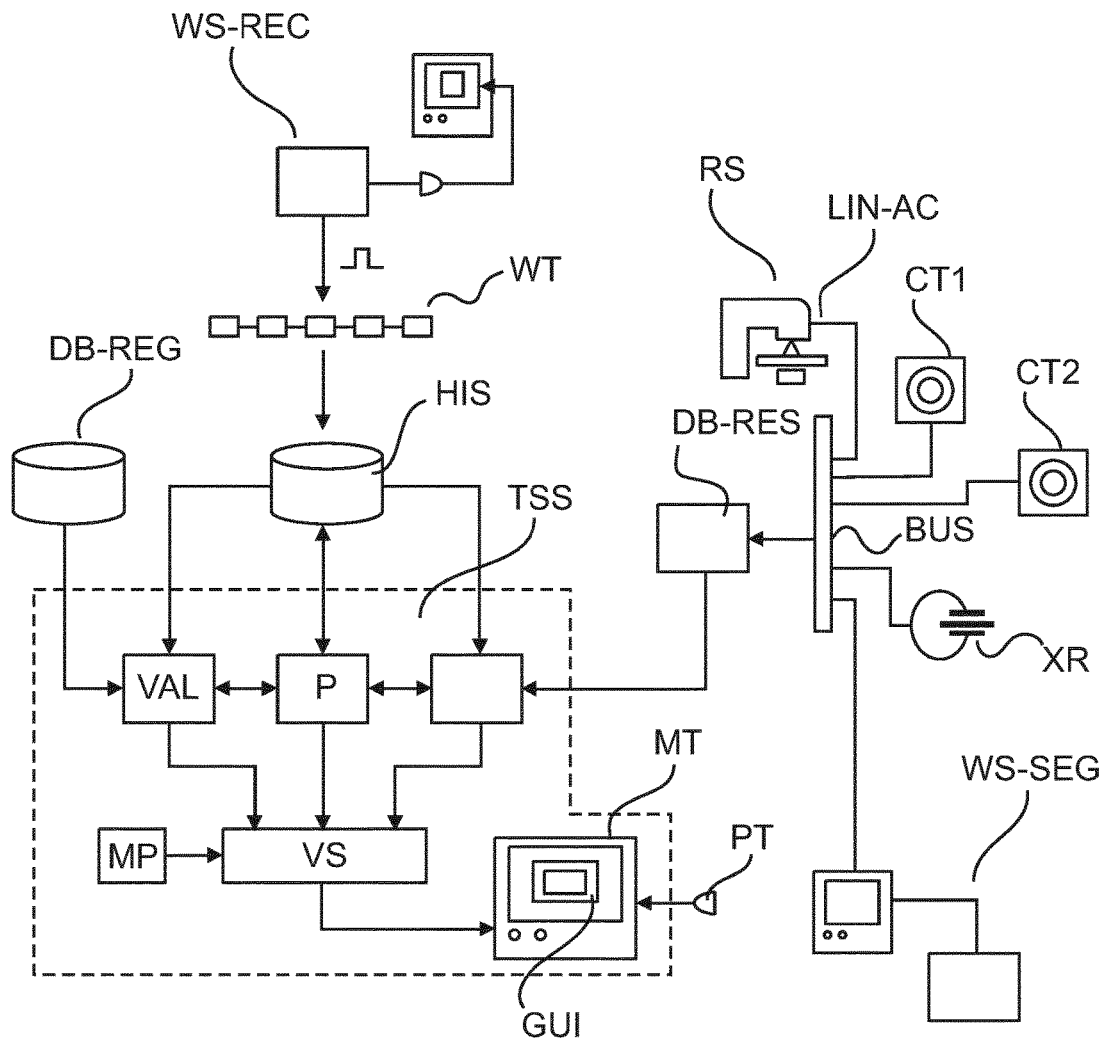 WS-REC
RS
LIN-AC
WT
CT1
DB-REG
CT2
HIS
DB-RES
TSS
BUS
XR
VAL
P
MT
WS-SEG
PT
MP
VS
GUI